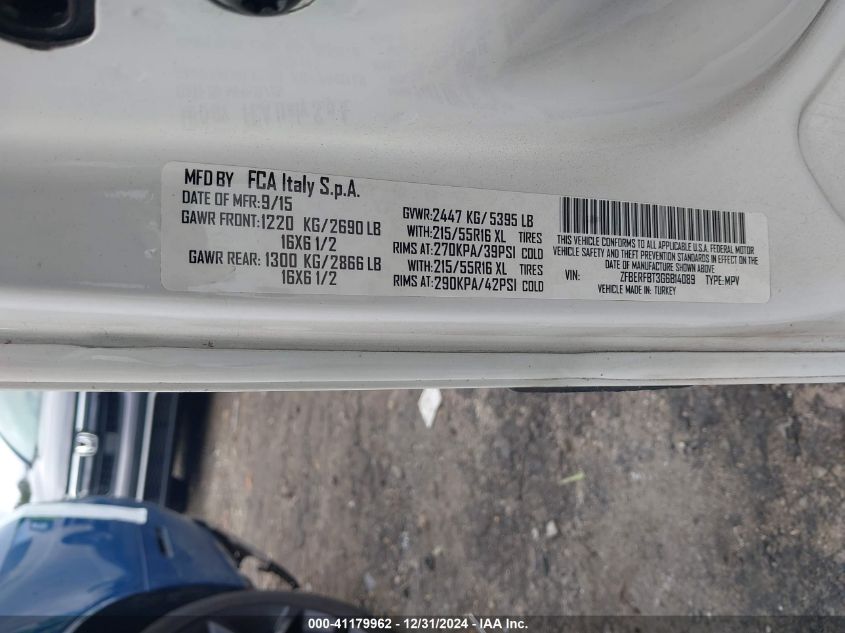 MFD BY FCA Italy S.p.A.
DATE OF MFR:9/15
GAWR FRONT:1220 KG/2690 LB
16X6 1/2
GAWR REAR:1300 KG/2866 LB
16X6 1/2
GVWR:2447 KG/5395 LB
WITH:215/55R16 XL TIRES
RIMS AT:270KPA/39PSI COLD
WITH:215/55R16 XL TIRES
RIMS AT:290KPA/42PSI COLD
THIS VEHICLE CONFORMS TO ALL APPLICABLE U.S.A. FEDERAL MOTOR
VEHICLE SAFETY AND THEFT PREVENTION STANDARDS IN EFFECT ON THE
DATE OF MANUFACTURE SHOWN ABOVE
VIN: ZFBERFBT3G6B14089 TYPE:MPV
VEHICLE MADE IN: TURKEY
000-41179962 - 12/31/2024 - IAA Inc.